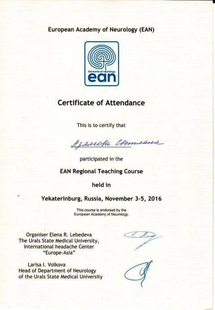 European Academy of Neurology (EAN)
ean
Certificate of Attendance
This is to certify that
participated in the
EAN Regional Teaching Course
held in
Yekaterinburg, Russia, November 3-5, 2016
This course is endorsed by the
European Academy of Neurology.
Organiser Elena R. Lebedeva
The Urals State Medical University,
International headache Center
"Europe-Asia"
Larisa I. Volkova
Head of Department of Neurology
of the Urals State Medical University